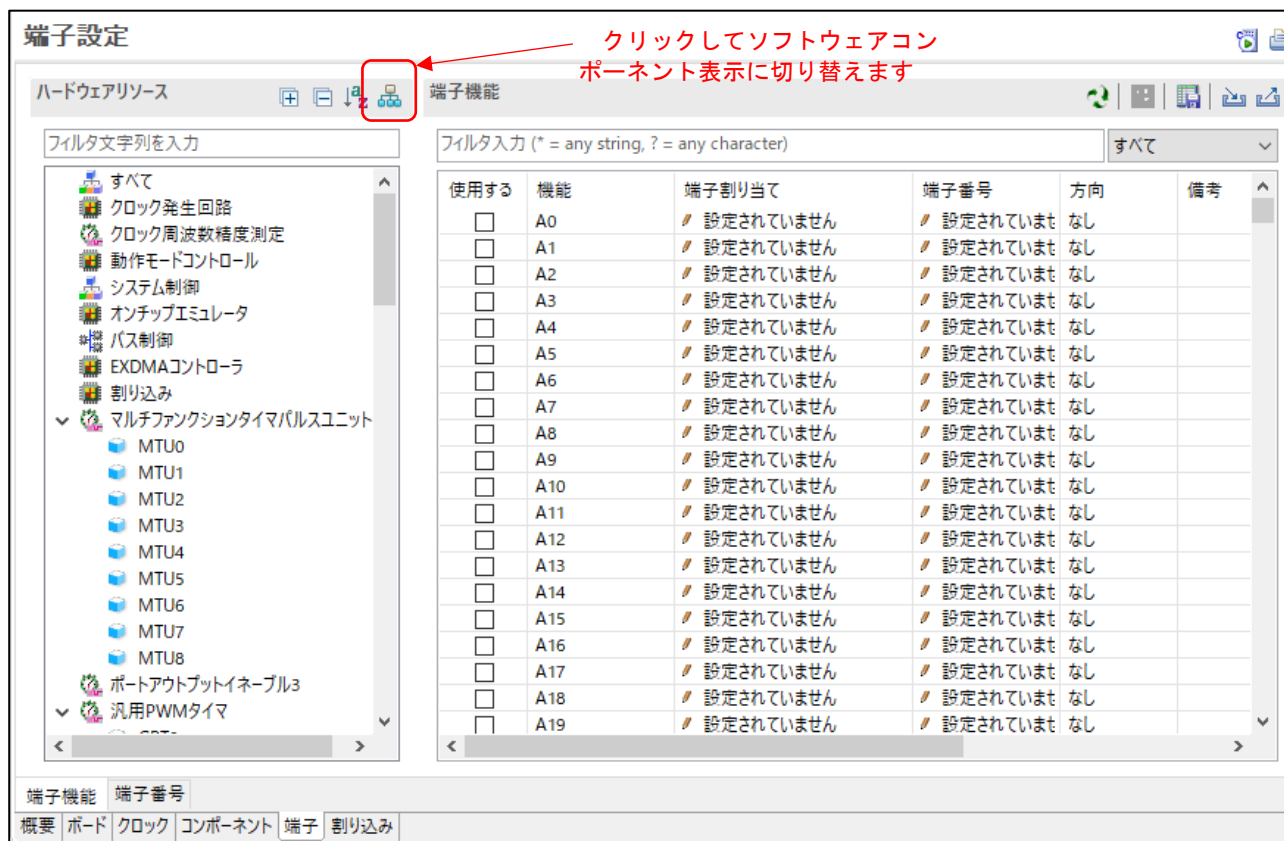 端子設定
クリックしてソフトウェアコン
ポーネント表示に切り替えます
ハードウェアリソース
端子機能
フィルタ文字列を入力
フィルタ入力 (* = any string, ? = any character)
すべて
すべて
クロック発生回路
クロック周波数精度測定
動作モードコントロール
システム制御
オンチップエミュレータ
バス制御
EXDMAコントローラ
割り込み
マルチファンクションタイマパルスユニット
MTU0
MTU1
MTU2
MTU3
MTU4
MTU5
MTU6
MTU7
MTU8
ポートアウトプットイネーブル3
汎用PWMタイマ
使用する 機能 端子割り当て 端子番号 方向 備考
A0 設定されていません 設定されていませ なし
A1 設定されていません 設定されていませ なし
A2 設定されていません 設定されていませ なし
A3 設定されていません 設定されていませ なし
A4 設定されていません 設定されていませ なし
A5 設定されていません 設定されていませ なし
A6 設定されていません 設定されていませ なし
A7 設定されていません 設定されていませ なし
A8 設定されていません 設定されていませ なし
A9 設定されていません 設定されていませ なし
A10 設定されていません 設定されていませ なし
A11 設定されていません 設定されていませ なし
A12 設定されていません 設定されていませ なし
A13 設定されていません 設定されていませ なし
A14 設定されていません 設定されていませ なし
A15 設定されていません 設定されていませ なし
A16 設定されていません 設定されていませ なし
A17 設定されていません 設定されていませ なし
A18 設定されていません 設定されていませ なし
A19 設定されていません 設定されていませ なし
端子機能 端子番号
概要 ボード クロック コンポーネント 端子 割り込み